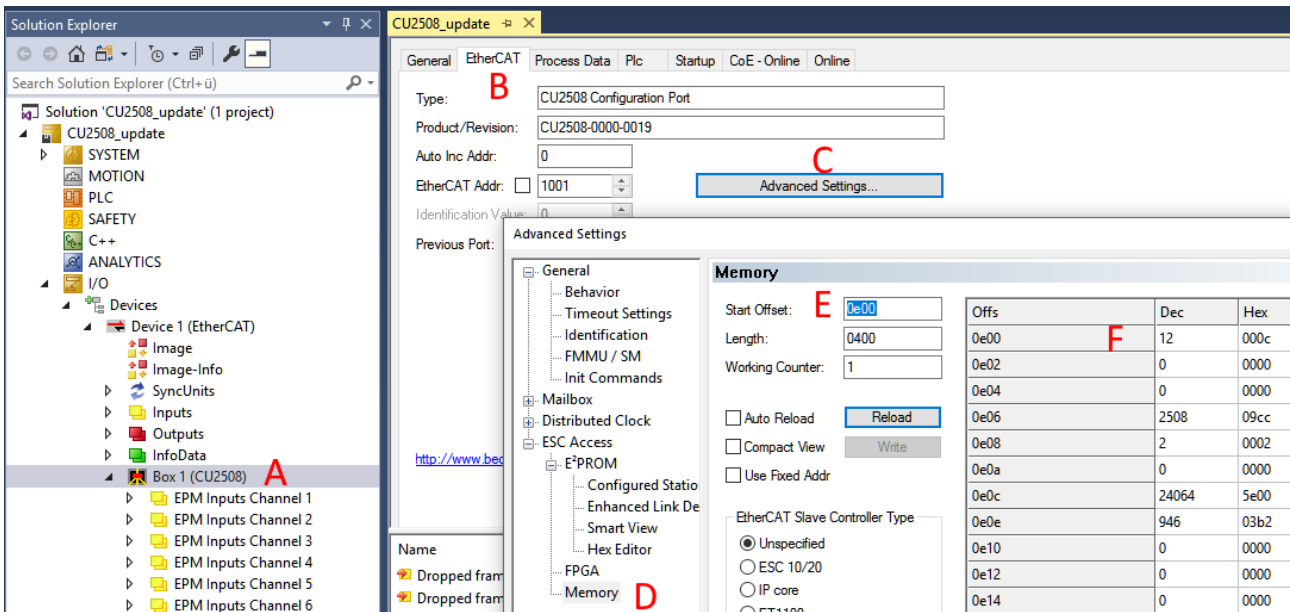 Solution Explorer
Search Solution Explorer (Ctrl+ü)
Solution 'CU2508_update' (1 project)
CU2508_update
SYSTEM
MOTION
PLC
SAFETY
C++
ANALYTICS
I/O
Devices
Device 1 (EtherCAT)
Image
Image-Info
SyncUnits
Inputs
Outputs
InfoData
Box 1 (CU2508) A
EPM Inputs Channel 1
EPM Inputs Channel 2
EPM Inputs Channel 3
EPM Inputs Channel 4
EPM Inputs Channel 5
EPM Inputs Channel 6
CU2508_update
General EtherCAT Process Data Plc Startup CoE - Online Online
B
Type: CU2508 Configuration Port
Product/Revision: CU2508-0000-0019
Auto Inc Addr: 0
C
EtherCAT Addr: 1001 Advanced Settings...
Identification Value: 0
Previous Port:
http://www.bec
Name
Dropped fram
Dropped fram
Advanced Settings
General
Behavior
Timeout Settings
Identification
FMMU / SM
Init Commands
Mailbox
Distributed Clock
ESC Access
E²PROM
Configured Statio
Enhanced Link De
Smart View
Hex Editor
FPGA
Memory D
Memory
Start Offset: E 0e00
Length: 0400
Working Counter: 1
Auto Reload Reload
Compact View Write
Use Fixed Addr
EtherCAT Slave Controller Type
Unspecified
ESC 10/20
IP core
ET1100
Offs Dec Hex
0e00 F 12 000c
0e02 0 0000
0e04 0 0000
0e06 2508 09cc
0e08 2 0002
0e0a 0 0000
0e0c 24064 5e00
0e0e 946 03b2
0e10 0 0000
0e12 0 0000
0e14 0 0000